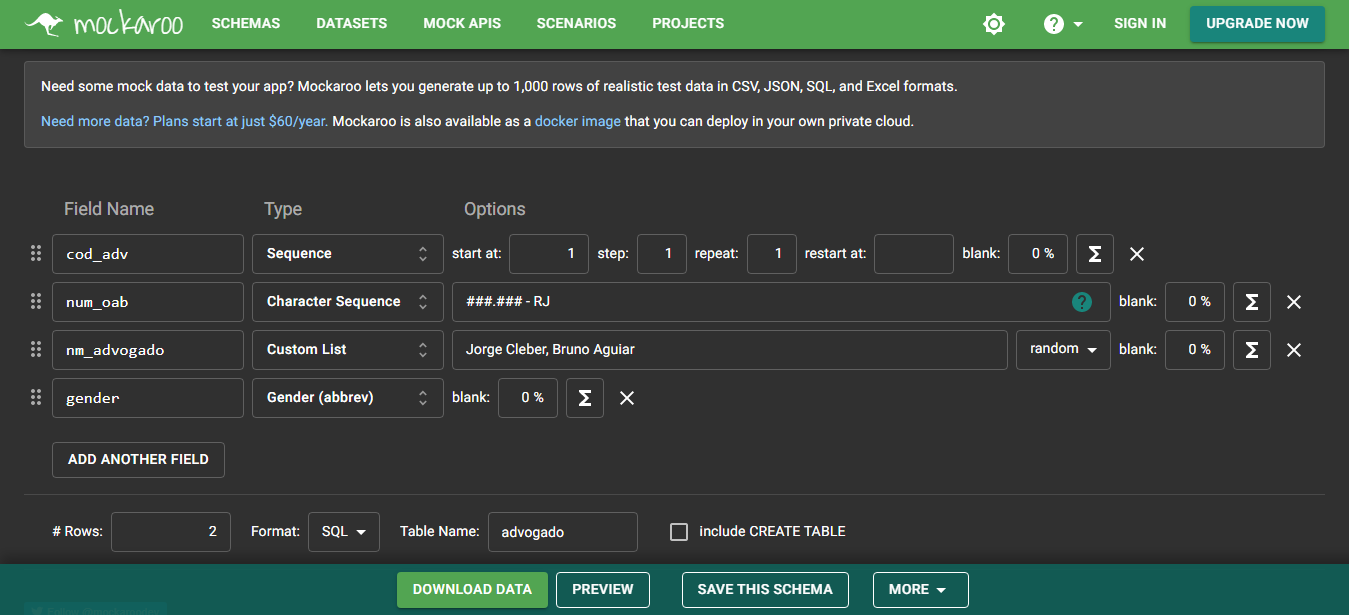 mockaroo SCHEMAS DATASETS MOCK APIS SCENARIOS PROJECTS ? SIGN IN UPGRADE NOW
Need some mock data to test your app? Mockaroo lets you generate up to 1,000 rows of realistic test data in CSV, JSON, SQL, and Excel formats.
Need more data? Plans start at just $60/year. Mockaroo is also available as a docker image that you can deploy in your own private cloud.
Field Name Type Options
cod_adv Sequence start at: 1 step: 1 repeat: 1 restart at: blank: 0 % Σ
num_oab Character Sequence ###.### - RJ ? blank: 0 % Σ
nm_advogado Custom List Jorge Cleber, Bruno Aguiar random blank: 0 % Σ
gender Gender (abbrev) blank: 0 % Σ
ADD ANOTHER FIELD
# Rows: 2 Format: SQL Table Name: advogado include CREATE TABLE
DOWNLOAD DATA PREVIEW SAVE THIS SCHEMA MORE